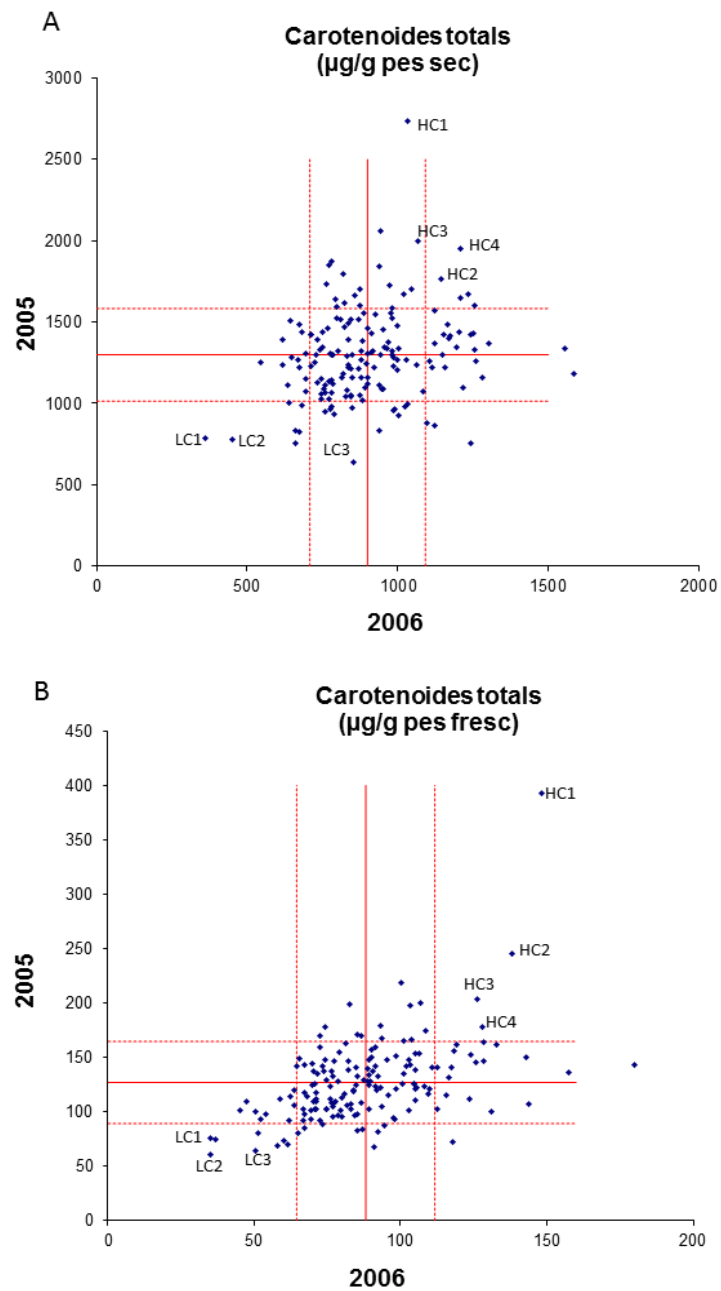 A
Carotenoides totals
(µg/g pes sec)
3000
2500
2000
1500
1000
500
0
2005
HC1
HC3
HC4
HC2
LC1
LC2
LC3
0 500 1000 1500 2000
2006
B
Carotenoides totals
(µg/g pes fresc)
450
400
350
300
250
200
150
100
50
0
2005
HC1
HC2
HC3
HC4
LC1
LC2
LC3
0 50 100 150 200
2006